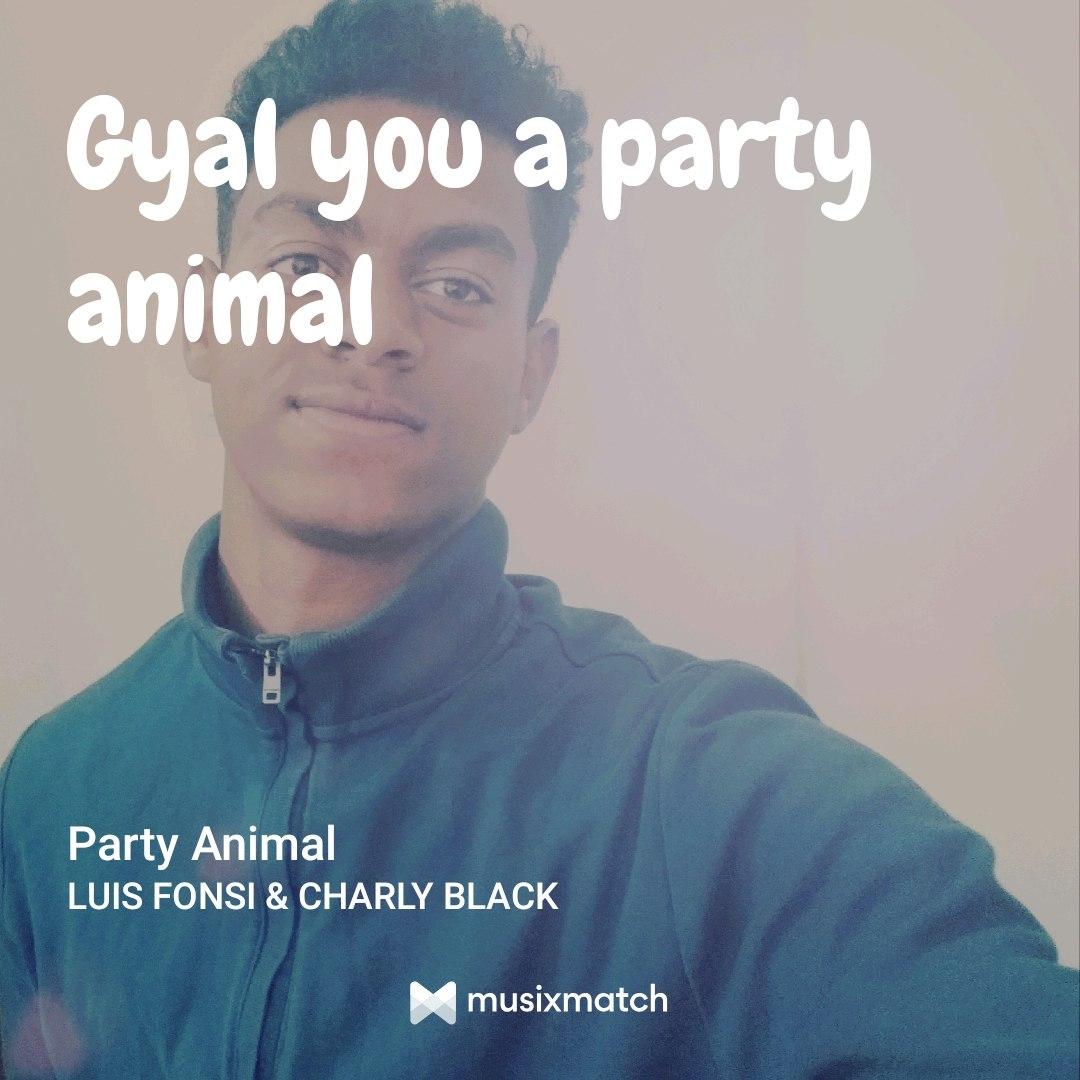 Gyal you a party
animal
Party Animal
LUIS FONSI & CHARLY BLACK
musixmatch